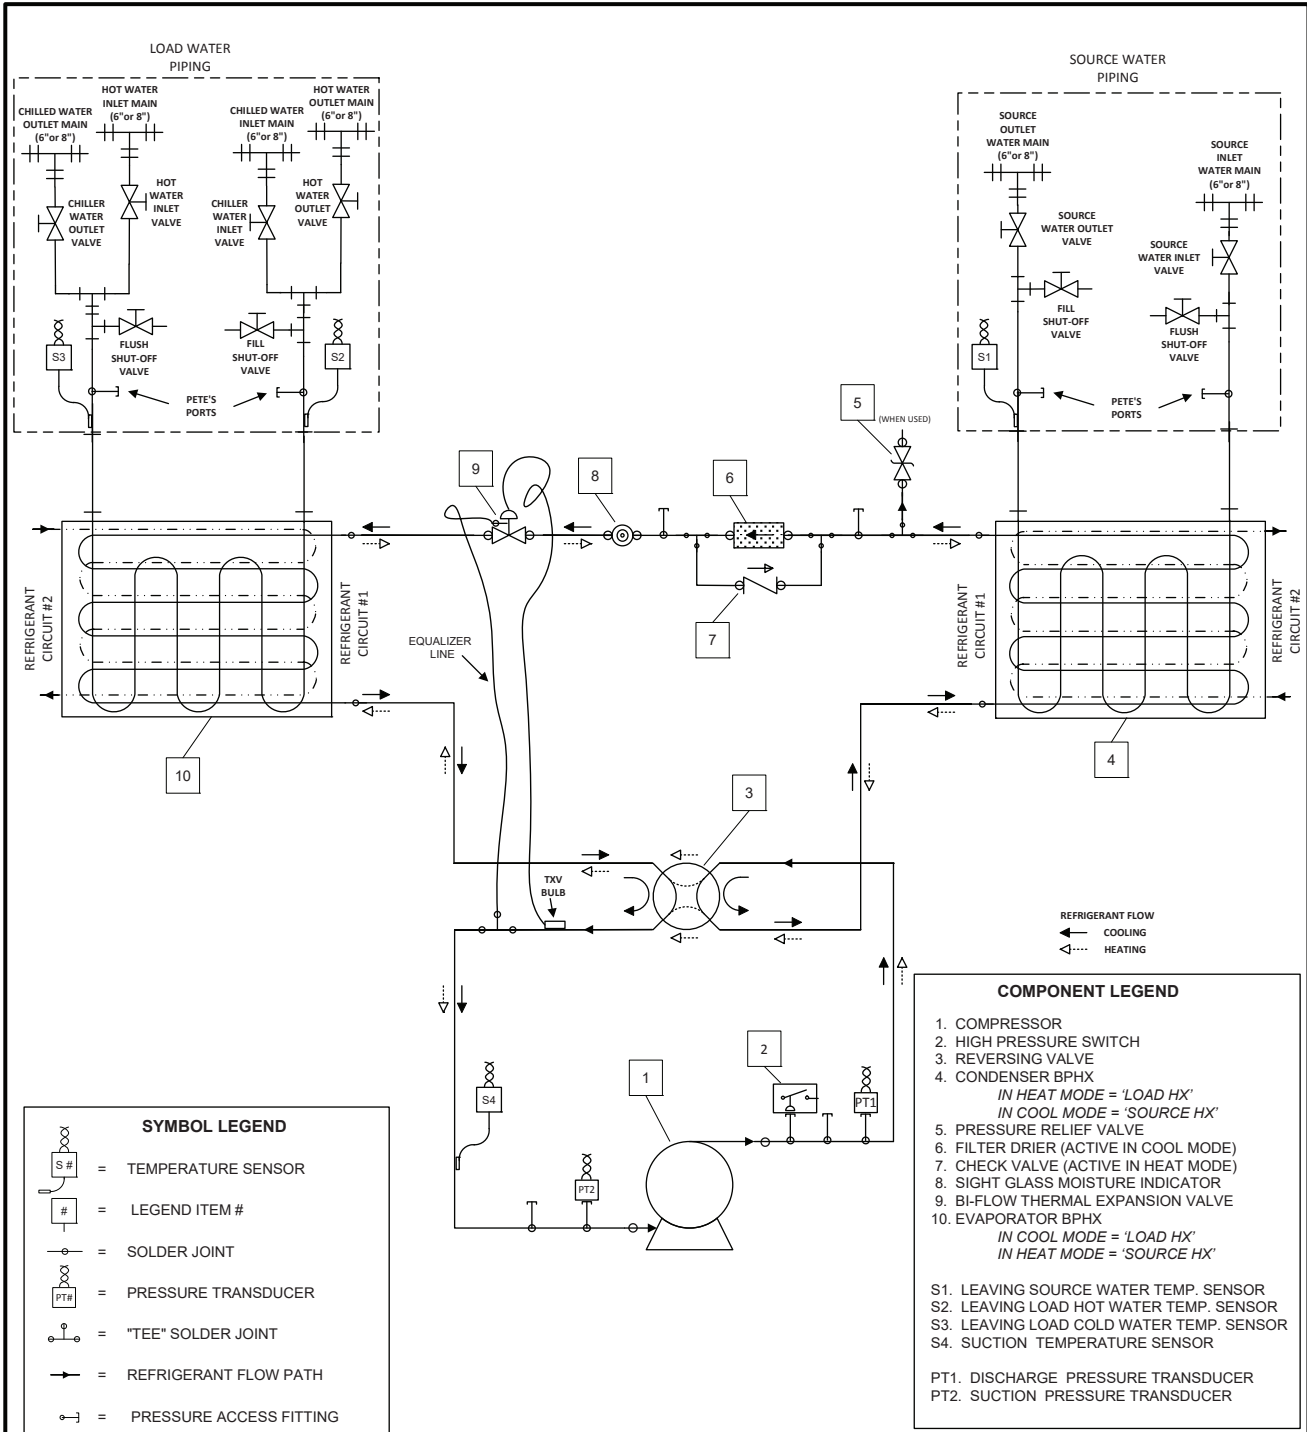 LOAD WATER
PIPING
SOURCE WATER
PIPING
CHILLED WATER
OUTLET MAIN
(6"or 8")
HOT WATER
INLET MAIN
(6"or 8")
CHILLED WATER
INLET MAIN
(6"or 8")
HOT WATER
OUTLET MAIN
(6"or 8")
CHILLER
WATER
OUTLET
VALVE
HOT
WATER
INLET
VALVE
CHILLER
WATER
INLET
VALVE
HOT
WATER
OUTLET
VALVE
FLUSH
SHUT-OFF
VALVE
FILL
SHUT-OFF
VALVE
S3
S2
PETE'S
PORTS
SOURCE
OUTLET
WATER MAIN
(6"or 8")
SOURCE
INLET
WATER MAIN
(6"or 8")
SOURCE
WATER OUTLET
VALVE
SOURCE
WATER INLET
VALVE
FILL
SHUT-OFF
VALVE
FLUSH
SHUT-OFF
VALVE
S1
PETE'S
PORTS
5
(WHEN USED)
9
8
6
7
REFRIGERANT
CIRCUIT #2
REFRIGERANT
CIRCUIT #1
EQUALIZER
LINE
REFRIGERANT
CIRCUIT #1
REFRIGERANT
CIRCUIT #2
10
4
3
TXV
BULB
REFRIGERANT FLOW
COOLING
HEATING
S4
PT2
1
2
PT1
SYMBOL LEGEND
S # = TEMPERATURE SENSOR
# = LEGEND ITEM #
= SOLDER JOINT
PT# = PRESSURE TRANSDUCER
= "TEE" SOLDER JOINT
= REFRIGERANT FLOW PATH
= PRESSURE ACCESS FITTING
COMPONENT LEGEND
1. COMPRESSOR
2. HIGH PRESSURE SWITCH
3. REVERSING VALVE
4. CONDENSER BPHX
IN HEAT MODE = 'LOAD HX'
IN COOL MODE = 'SOURCE HX'
5. PRESSURE RELIEF VALVE
6. FILTER DRIER (ACTIVE IN COOL MODE)
7. CHECK VALVE (ACTIVE IN HEAT MODE)
8. SIGHT GLASS MOISTURE INDICATOR
9. BI-FLOW THERMAL EXPANSION VALVE
10. EVAPORATOR BPHX
IN COOL MODE = 'LOAD HX'
IN HEAT MODE = 'SOURCE HX'
S1. LEAVING SOURCE WATER TEMP. SENSOR
S2. LEAVING LOAD HOT WATER TEMP. SENSOR
S3. LEAVING LOAD COLD WATER TEMP. SENSOR
S4. SUCTION TEMPERATURE SENSOR
PT1. DISCHARGE PRESSURE TRANSDUCER
PT2. SUCTION PRESSURE TRANSDUCER